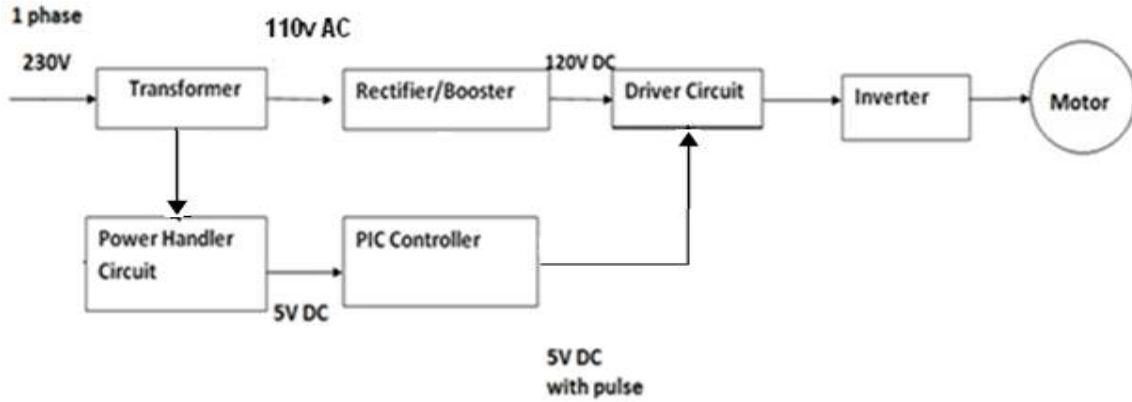 1 phase
230V
110v AC
Transformer
Rectifier/Booster
120V DC
Driver Circuit
Inverter
Motor
Power Handler
Circuit
5V DC
PIC Controller
5V DC
with pulse